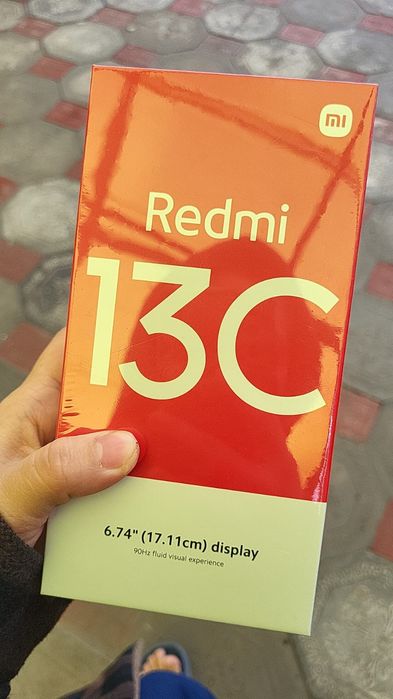 mi
Redmi
13C
6.74" (17.11cm) display
90Hz fluid visual experience